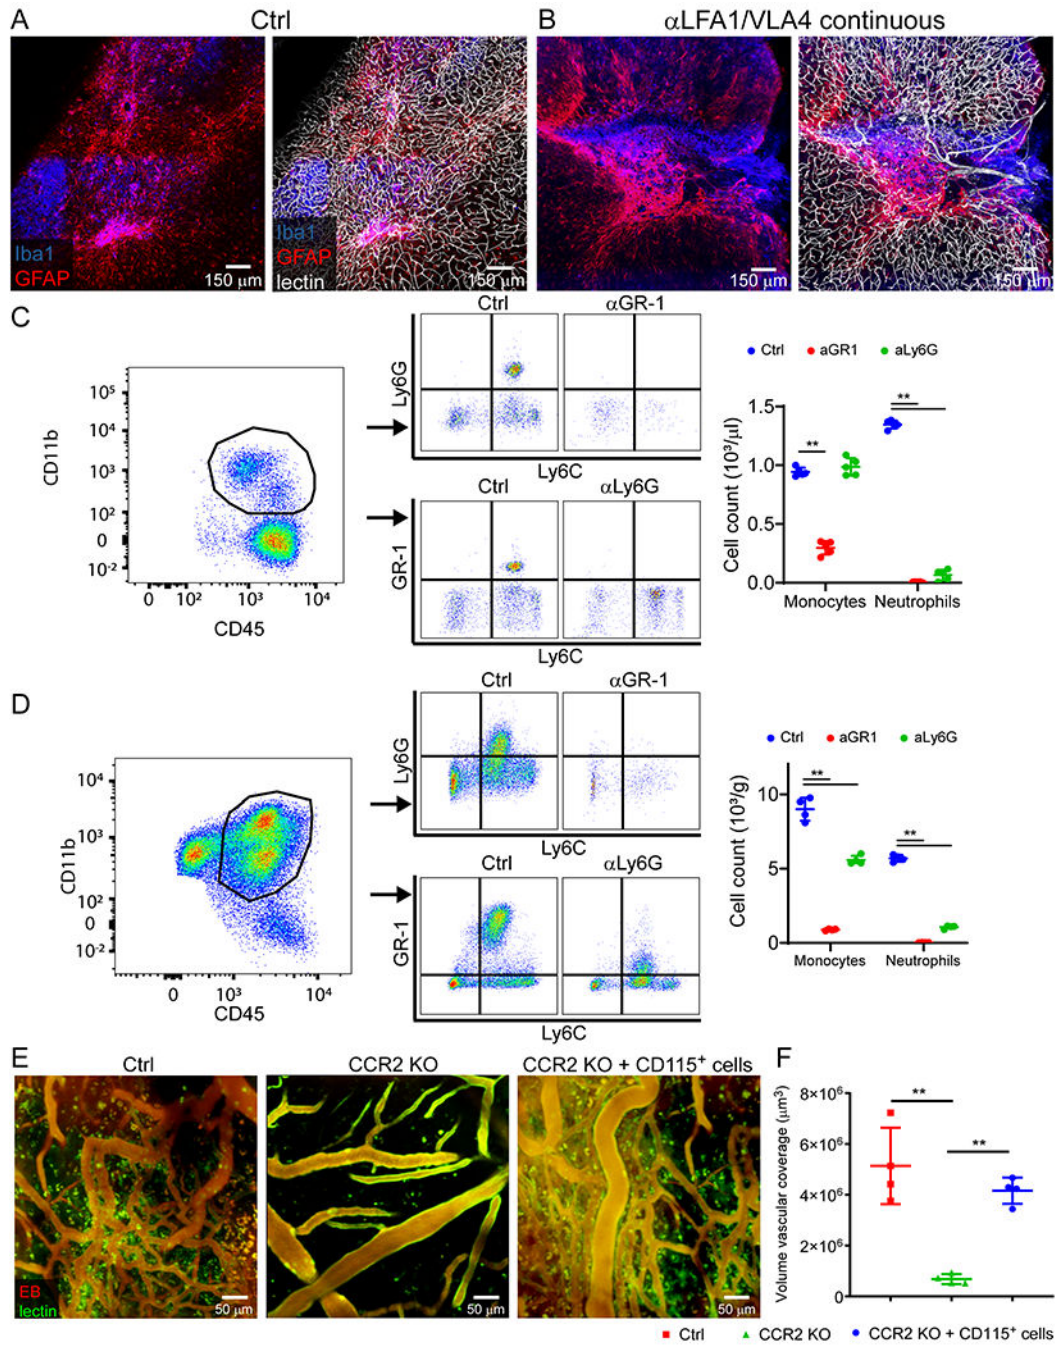 A
Ctrl
B
αLFA1/VLA4 continuous
Iba1
GFAP
150 μm
Iba1
GFAP
lectin
150 μm
150 μm
150 μm
C
CD11b
10⁵
10⁴
10³
10²
0
10⁻²
0 10² 10³ 10⁴
CD45
Ctrl αGR-1
Ly6G
Ly6C
Ctrl αLy6G
GR-1
Ly6C
Ctrl aGR1 aLy6G
Cell count (10³/μl)
1.5
1.0
0.5
0.0
**
**
Monocytes Neutrophils
D
CD11b
10⁴
10³
10²
0
10⁻²
0 10³ 10⁴
CD45
Ctrl αGR-1
Ly6G
Ly6C
Ctrl αLy6G
GR-1
Ly6C
Ctrl aGR1 aLy6G
Cell count (10³/g)
10
5
0
**
**
Monocytes Neutrophils
E
Ctrl
CCR2 KO
CCR2 KO + CD115⁺ cells
EB
lectin
50 μm
50 μm
50 μm
F
Volume vascular coverage (μm³)
8×10⁶
6×10⁶
4×10⁶
2×10⁶
0
**
**
Ctrl CCR2 KO CCR2 KO + CD115⁺ cells